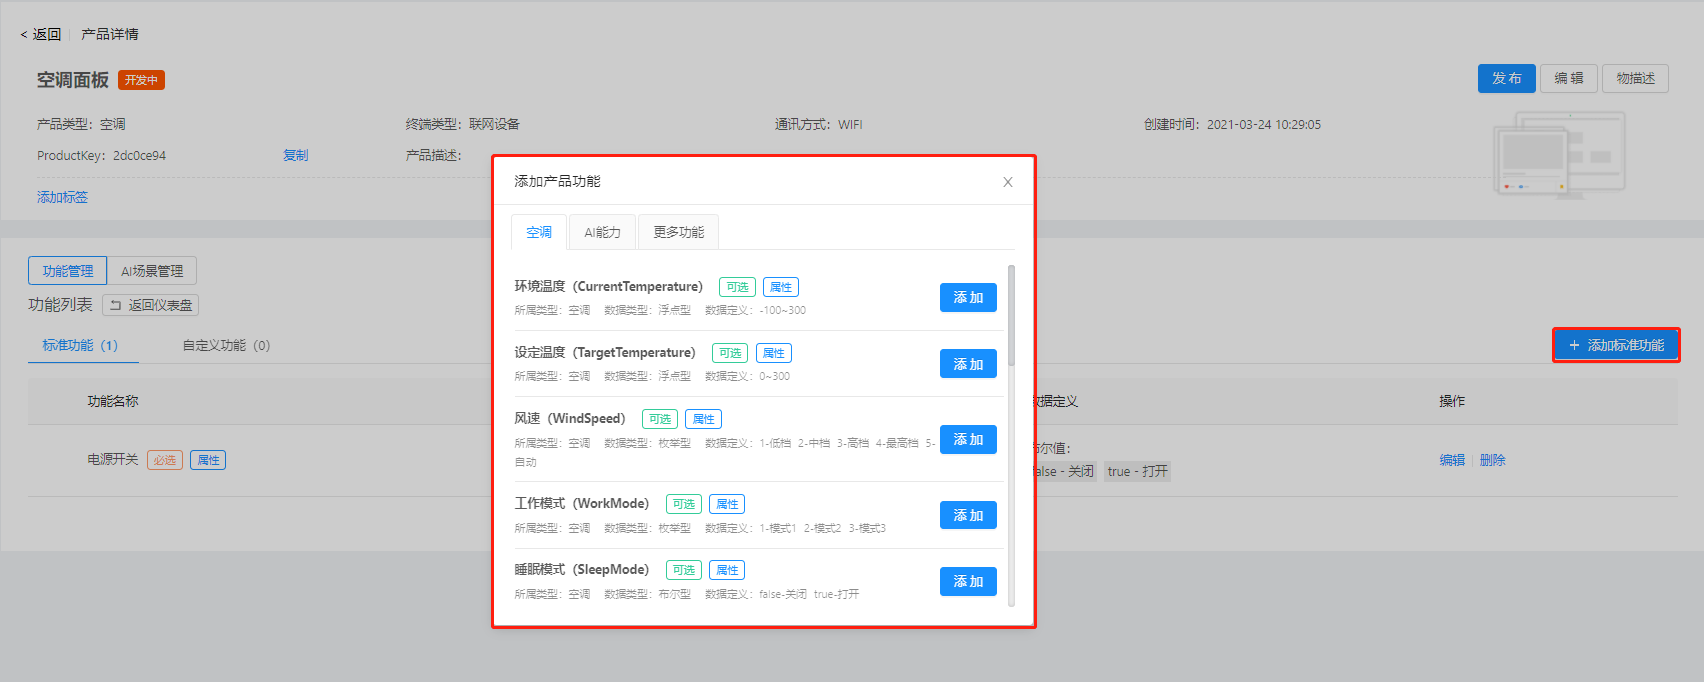 < 返回 产品详情
空调面板 开发中
发 布 编 辑 物描述
产品类型：空调 终端类型：联网设备 通讯方式：WIFI 创建时间：2021-03-24 10:29:05
ProductKey：2dc0ce94 复制 产品描述：
添加标签
功能管理 AI场景管理
功能列表 返回仪表盘
标准功能（1） 自定义功能（0）
+ 添加标准功能
功能名称
数据定义 操作
电源开关 必选 属性
布尔值：
false - 关闭 true - 打开
编辑 删除
添加产品功能
空调 AI能力 更多功能
环境温度（CurrentTemperature） 可选 属性
所属类型：空调 数据类型：浮点型 数据定义：-100~300
添 加
设定温度（TargetTemperature） 可选 属性
所属类型：空调 数据类型：浮点型 数据定义：0~300
添 加
风速（WindSpeed） 可选 属性
所属类型：空调 数据类型：枚举型 数据定义：1-低档 2-中档 3-高档 4-最高档 5-
自动
添 加
工作模式（WorkMode） 可选 属性
所属类型：空调 数据类型：枚举型 数据定义：1-模式1 2-模式2 3-模式3
添 加
睡眠模式（SleepMode） 可选 属性
所属类型：空调 数据类型：布尔型 数据定义：false-关闭 true-打开
添 加